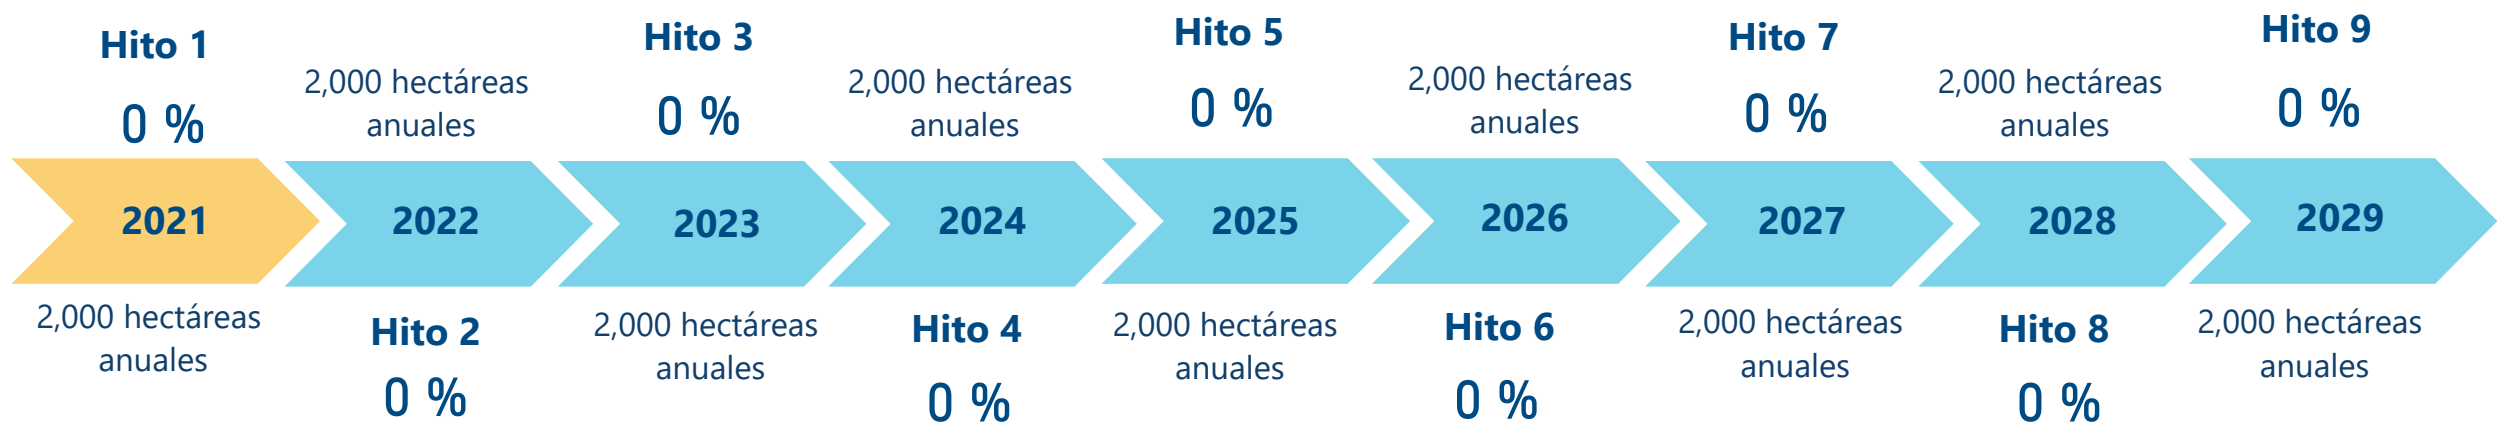 Hito 1
0 %
2021
2,000 hectáreas
anuales
2,000 hectáreas
anuales
2022
Hito 2
0 %
Hito 3
0 %
2023
2,000 hectáreas
anuales
2,000 hectáreas
anuales
2024
Hito 4
0 %
Hito 5
0 %
2025
2,000 hectáreas
anuales
2,000 hectáreas
anuales
2026
Hito 6
0 %
Hito 7
0 %
2027
2,000 hectáreas
anuales
2,000 hectáreas
anuales
2028
Hito 8
0 %
Hito 9
0 %
2029
2,000 hectáreas
anuales